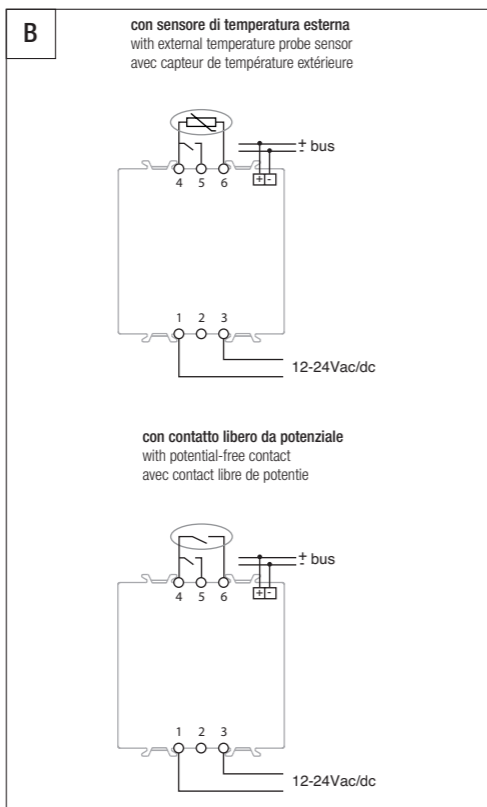 B
con sensore di temperatura esterna
with external temperature probe sensor
avec capteur de température extérieure
+ bus
-
4 5 6
+ -
1 2 3
12-24Vac/dc
con contatto libero da potenziale
with potential-free contact
avec contact libre de potentie
+ bus
-
4 5 6
+ -
1 2 3
12-24Vac/dc